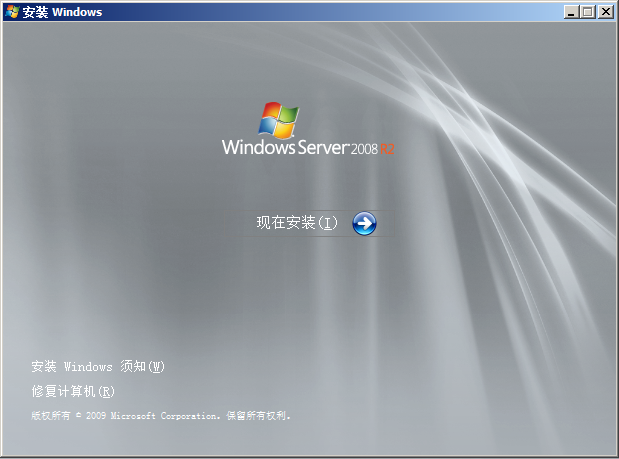 安装 Windows
Windows Server 2008 R2
现在安装(I)
安装 Windows 须知(W)
修复计算机(R)
版权所有 © 2009 Microsoft Corporation。保留所有权利。